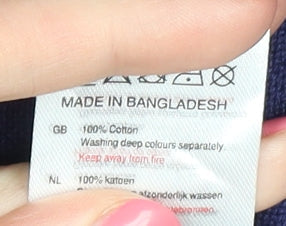 MADE IN BANGLADESH
GB 100% Cotton
Washing deep colours separately.
Keep away from fire
NL 100% katoen
afzonderlijk wassen